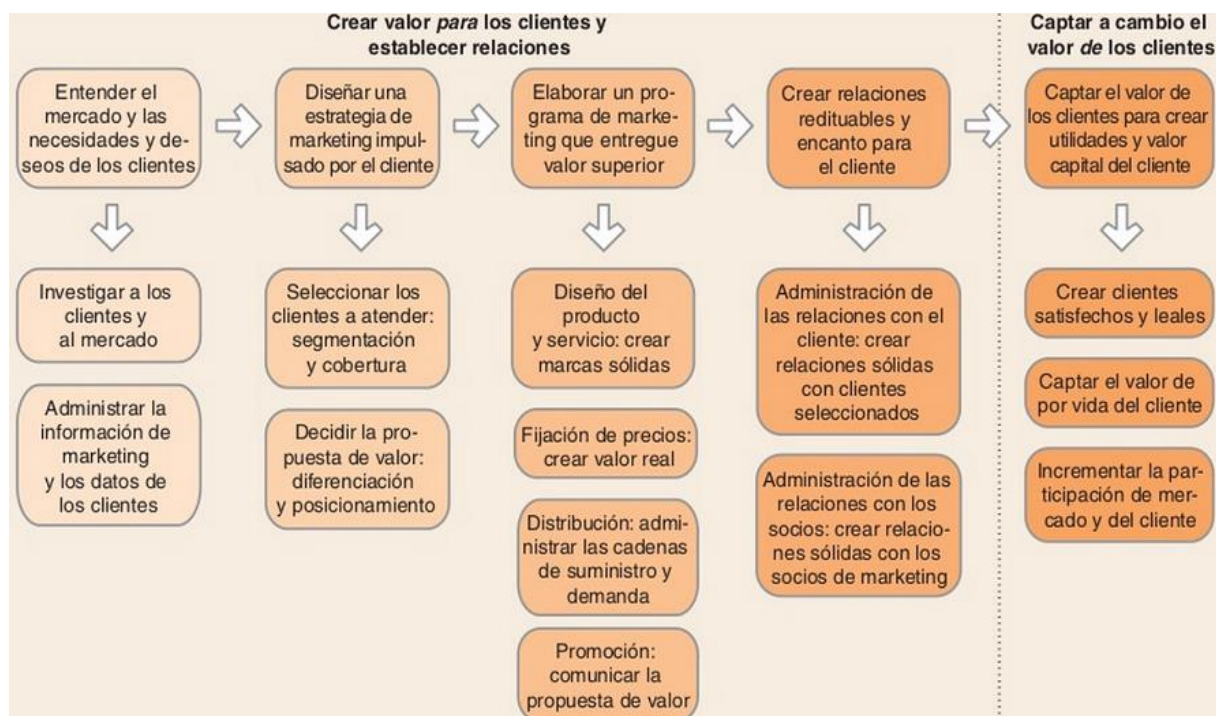 Crear valor para los clientes y
establecer relaciones
Captar a cambio el
valor de los clientes
Entender el
mercado y las
necesidades y de-
seos de los clientes
Diseñar una
estrategia de
marketing impul-
sado por el cliente
Elaborar un pro-
grama de marke-
ting que entregue
valor superior
Crear relaciones
redituables y
encanto para
el cliente
Captar el valor de
los clientes para crear
utilidades y valor
capital del cliente
Investigar a los
clientes y
al mercado
Administrar la
información de
marketing
y los datos de
los clientes
Seleccionar los
clientes a atender:
segmentación
y cobertura
Decidir la pro-
puesta de valor:
diferenciación
y posicionamiento
Diseño del
producto
y servicio: crear
marcas sólidas
Fijación de precios:
crear valor real
Distribución: admi-
nistrar las cadenas
de suministro y
demanda
Promoción:
comunicar la
propuesta de valor
Administración de
las relaciones con el
cliente: crear
relaciones sólidas
con clientes
seleccionados
Administración de las
relaciones con los
socios: crear relacio-
nes sólidas con los
socios de marketing
Crear clientes
satisfechos y leales
Captar el valor de
por vida del cliente
Incrementar la par-
ticipación de mer-
cado y del cliente